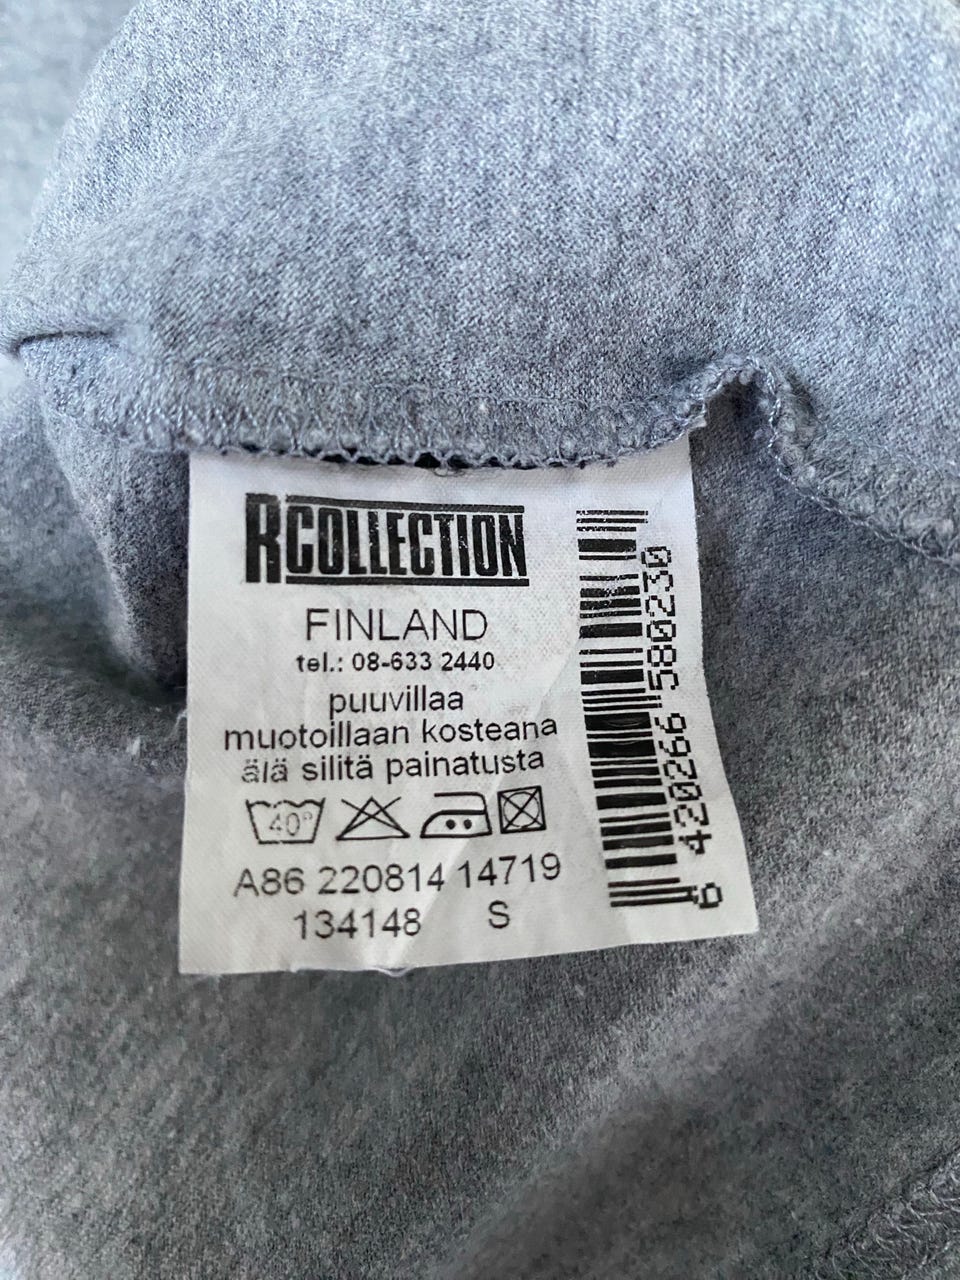 RCOLLECTION
FINLAND
tel.: 08-633 2440
puuvillaa
muotoillaan kosteana
älä silitä painatusta
40°
A86 220814 14719
134148 S
6 420266 580230